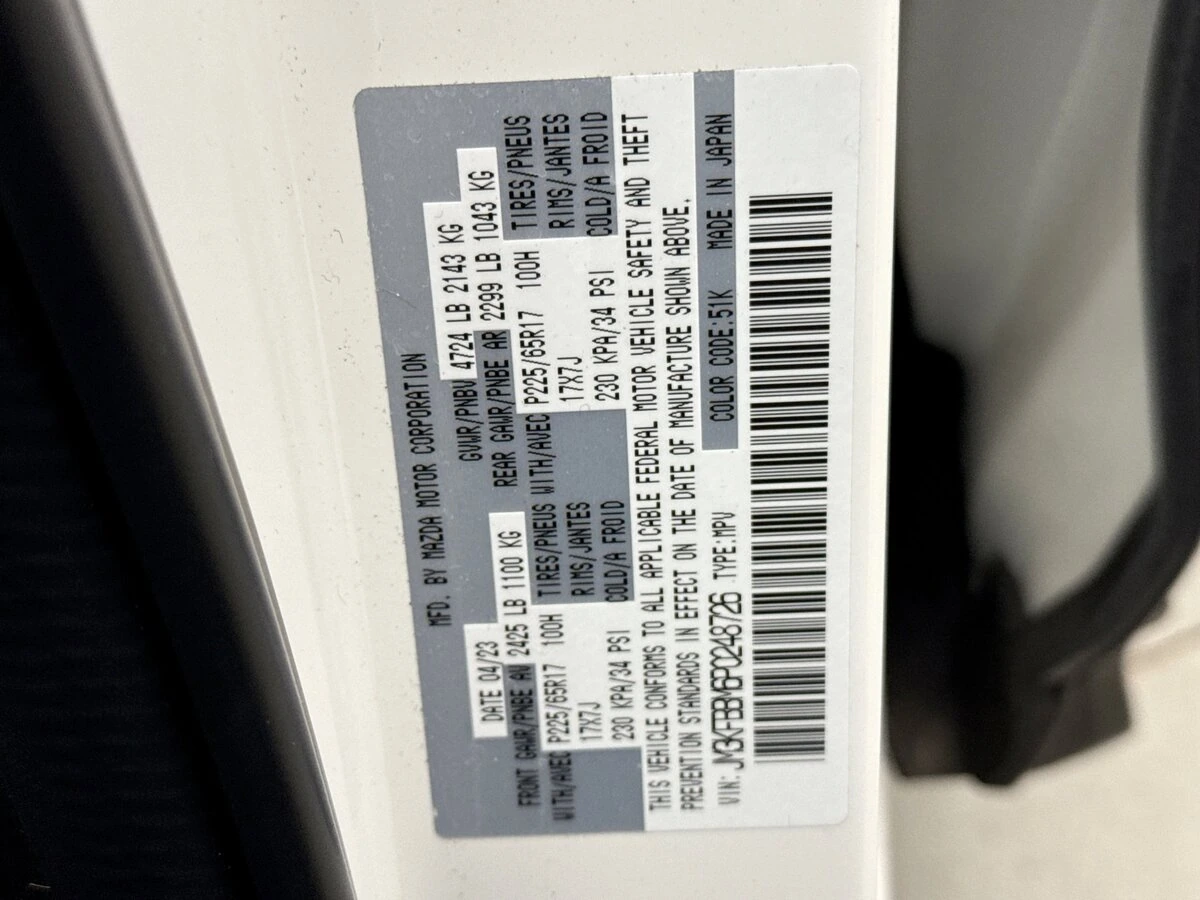 MFD. BY MAZDA MOTOR CORPORATION
DATE 04/23 GVWR/PNBV 4724 LB 2143 KG
FRONT GAWR/PNBE AV 2425 LB 1100 KG REAR GAWR/PNBE AR 2299 LB 1043 KG
WITH/AVEC P225/65R17 100H TIRES/PNEUS WITH/AVEC P225/65R17 100H TIRES/PNEUS
17X7J RIMS/JANTES 17X7J RIMS/JANTES
230 KPA/34 PSI COLD/A FROID 230 KPA/34 PSI COLD/A FROID
THIS VEHICLE CONFORMS TO ALL APPLICABLE FEDERAL MOTOR VEHICLE SAFETY AND THEFT
PREVENTION STANDARDS IN EFFECT ON THE DATE OF MANUFACTURE SHOWN ABOVE.
VIN: JM3KFBBM6P0248726 TYPE:MPV COLOR CODE:51K MADE IN JAPAN